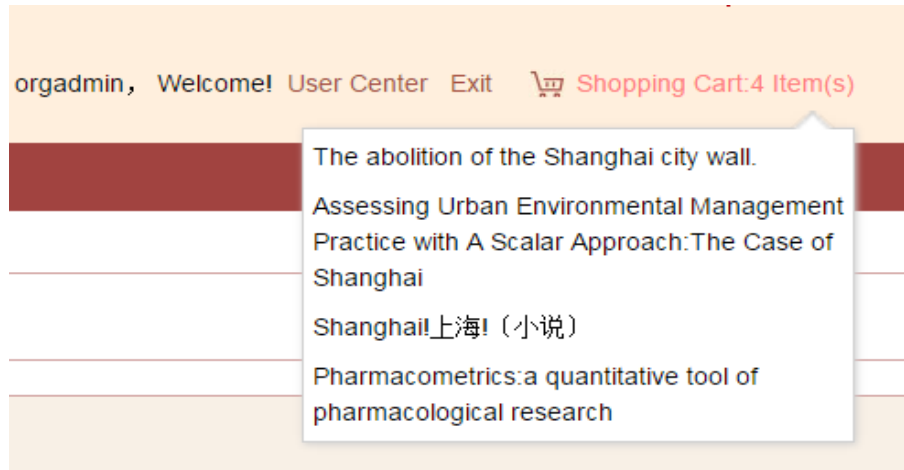 orgadmin， Welcome! User Center Exit Shopping Cart:4 Item(s)
The abolition of the Shanghai city wall.
Assessing Urban Environmental Management
Practice with A Scalar Approach:The Case of
Shanghai
Shanghai!上海!〔小说〕
Pharmacometrics:a quantitative tool of
pharmacological research